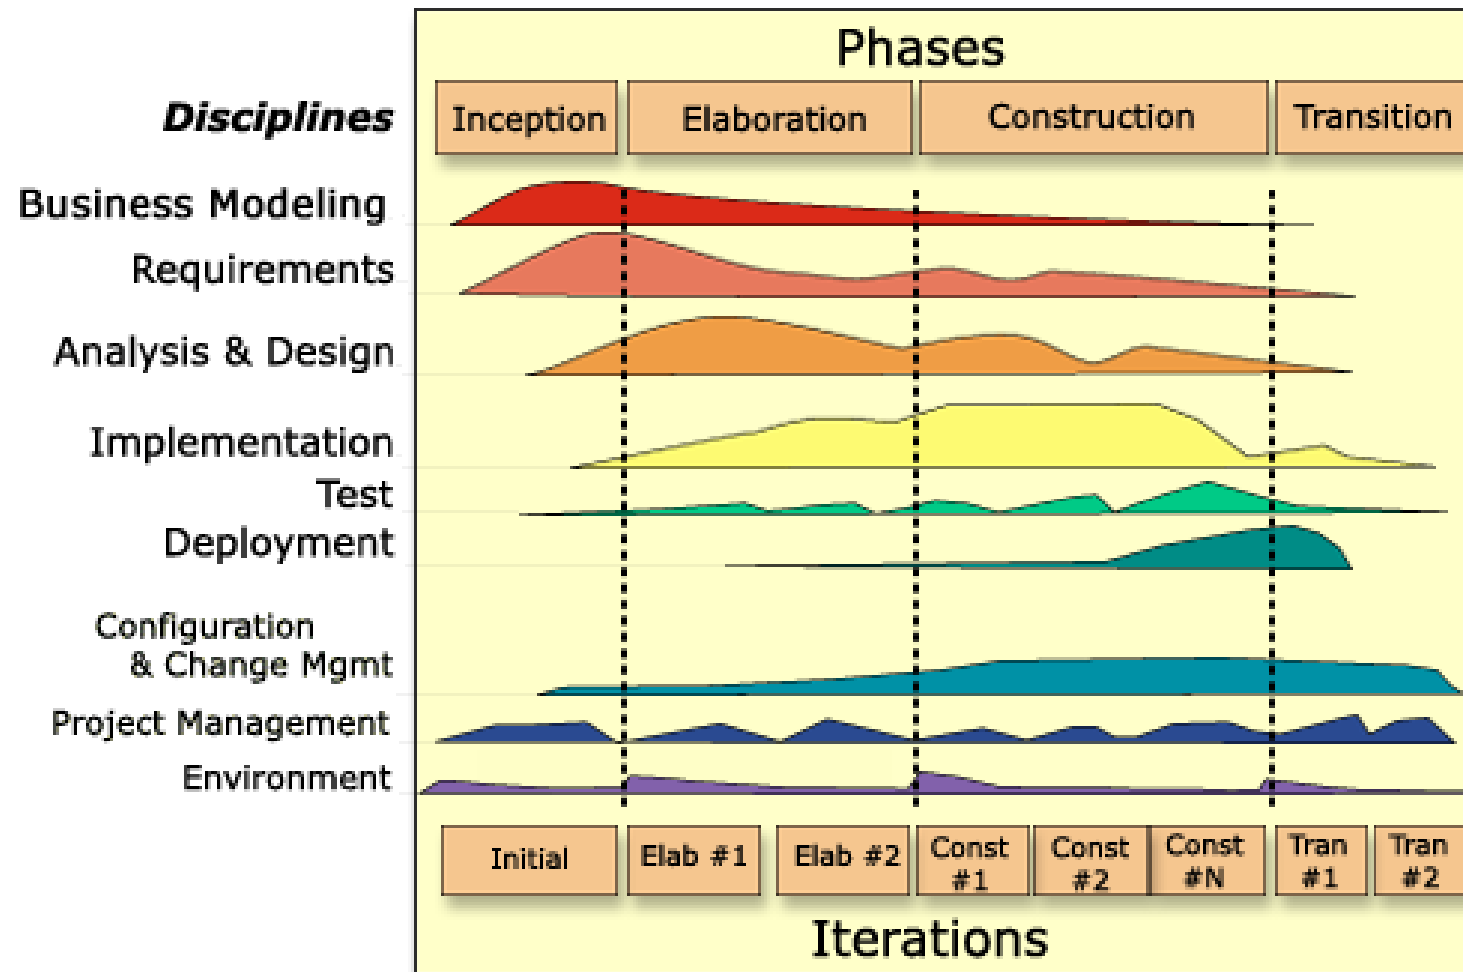 Phases
Disciplines
Inception
Elaboration
Construction
Transition
Business Modeling
Requirements
Analysis & Design
Implementation
Test
Deployment
Configuration
& Change Mgmt
Project Management
Environment
Initial
Elab #1
Elab #2
Const
#1
Const
#2
Const
#N
Tran
#1
Tran
#2
Iterations